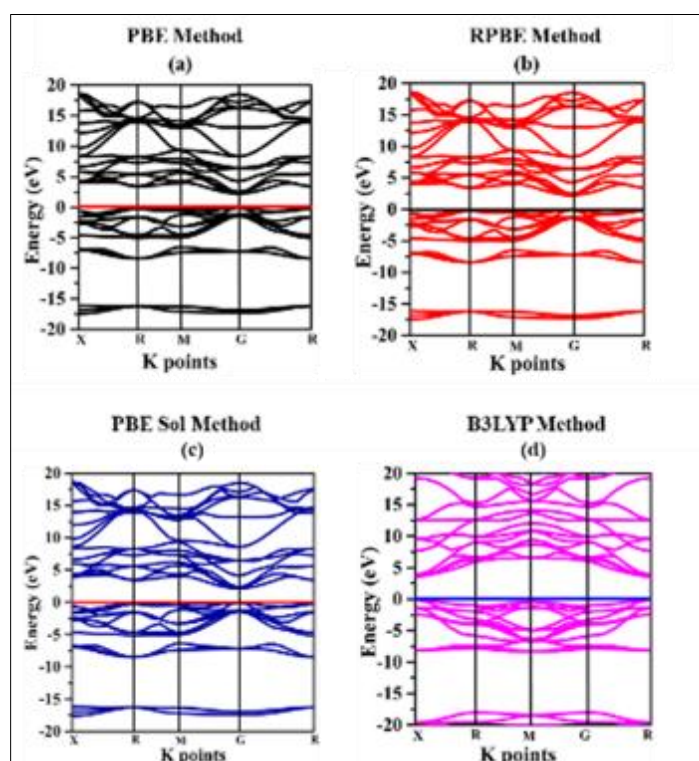 PBE Method
(a)
20
15
10
5
0
-5
-10
-15
-20
Energy (eV)
X R M G R
K points
RPBE Method
(b)
20
15
10
5
0
-5
-10
-15
-20
Energy (eV)
X R M G R
K points
PBE Sol Method
(c)
20
15
10
5
0
-5
-10
-15
-20
Energy (eV)
X R M G R
K points
B3LYP Method
(d)
20
15
10
5
0
-5
-10
-15
-20
Energy (eV)
X R M G R
K points